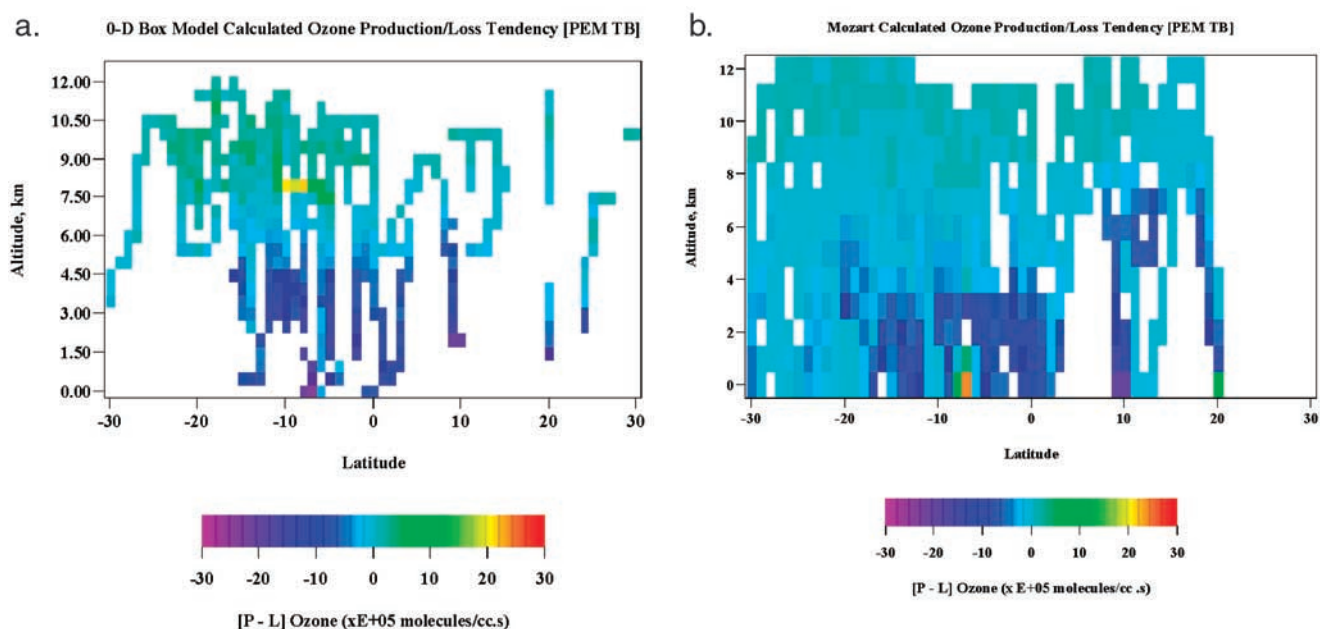 a.
0-D Box Model Calculated Ozone Production/Loss Tendency [PEM TB]
12.00
10.50
9.00
7.50
6.00
4.50
3.00
1.50
0.00
Altitude, km
-30 -20 -10 0 10 20 30
Latitude
-30 -20 -10 0 10 20 30
[P - L] Ozone (xE+05 molecules/cc.s)
b.
Mozart Calculated Ozone Production/Loss Tendency [PEM TB]
12
10
8
6
4
2
0
Altitude, km
-30 -20 -10 0 10 20 30
Latitude
-30 -20 -10 0 10 20 30
[P - L] Ozone (x E+05 molecules/cc .s)